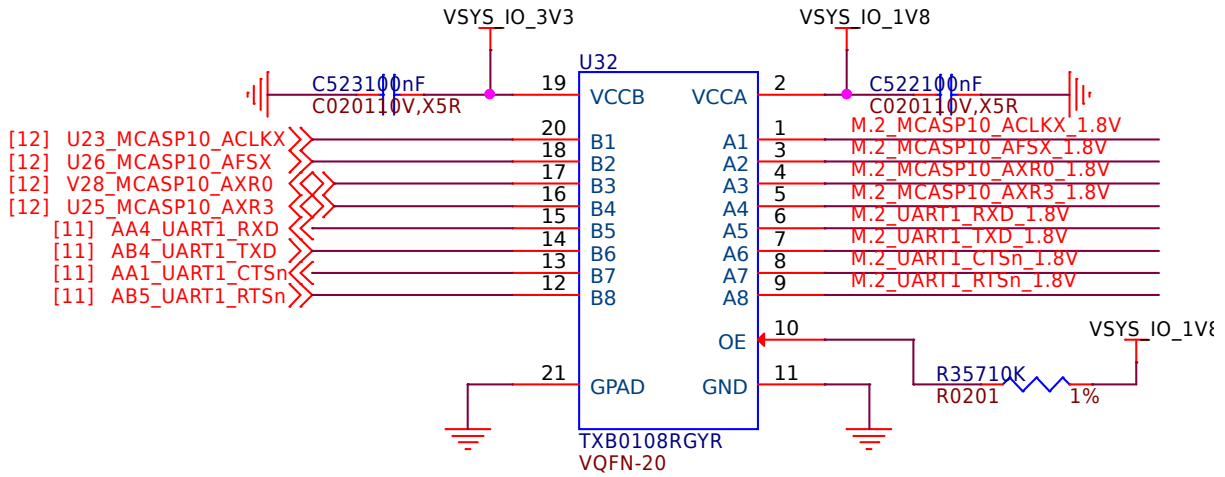 VSYS_IO_3V3 VSYS_IO_1V8
U32
C523100nF 19 VCCB VCCA 2 C522100nF
C020110V,X5R C020110V,X5R
[12] U23_MCASP10_ACLKX 20 B1 A1 1 M.2_MCASP10_ACLKX_1.8V
[12] U26_MCASP10_AFSX 18 B2 A2 3 M.2_MCASP10_AFSX_1.8V
[12] V28_MCASP10_AXR0 17 B3 A3 4 M.2_MCASP10_AXR0_1.8V
[12] U25_MCASP10_AXR3 16 B4 A4 5 M.2_MCASP10_AXR3_1.8V
[11] AA4_UART1_RXD 15 B5 A5 6 M.2_UART1_RXD_1.8V
[11] AB4_UART1_TXD 14 B6 A6 7 M.2_UART1_TXD_1.8V
[11] AA1_UART1_CTSn 13 B7 A7 8 M.2_UART1_CTSn_1.8V
[11] AB5_UART1_RTSn 12 B8 A8 9 M.2_UART1_RTSn_1.8V
OE 10 VSYS_IO_1V8
21 GPAD GND 11 R35710K
R0201 1%
TXB0108RGYR
VQFN-20